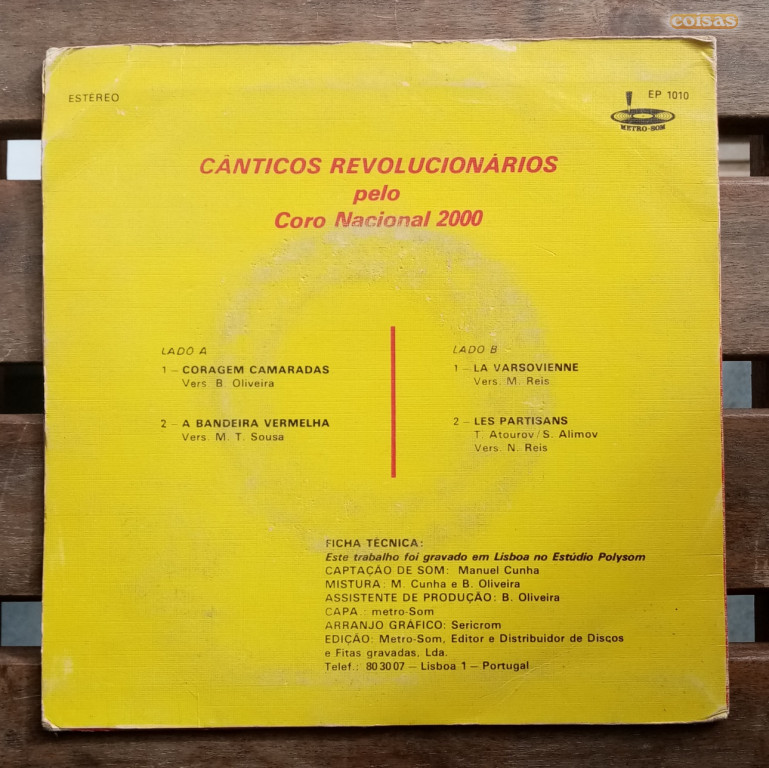 coisas
ESTÉREO
EP 1010
METRO-SOM
CÂNTICOS REVOLUCIONÁRIOS
pelo
Coro Nacional 2000
LADO A
1 – CORAGEM CAMARADAS
Vers. B. Oliveira
2 – A BANDEIRA VERMELHA
Vers. M. T. Sousa
LADO B
1 – LA VARSOVIENNE
Vers. M. Reis
2 – LES PARTISANS
T. Atourov / S. Alimov
Vers. N. Reis
FICHA TÉCNICA:
Este trabalho foi gravado em Lisboa no Estúdio Polysom
CAPTAÇÃO DE SOM: Manuel Cunha
MISTURA: M. Cunha e B. Oliveira
ASSISTENTE DE PRODUÇÃO: B. Oliveira
CAPA : metro-Som
ARRANJO GRÁFICO: Sericrom
EDIÇÃO: Metro-Som, Editor e Distribuidor de Discos
e Fitas gravadas, Lda.
Telef.: 80 30 07 – Lisboa 1 – Portugal